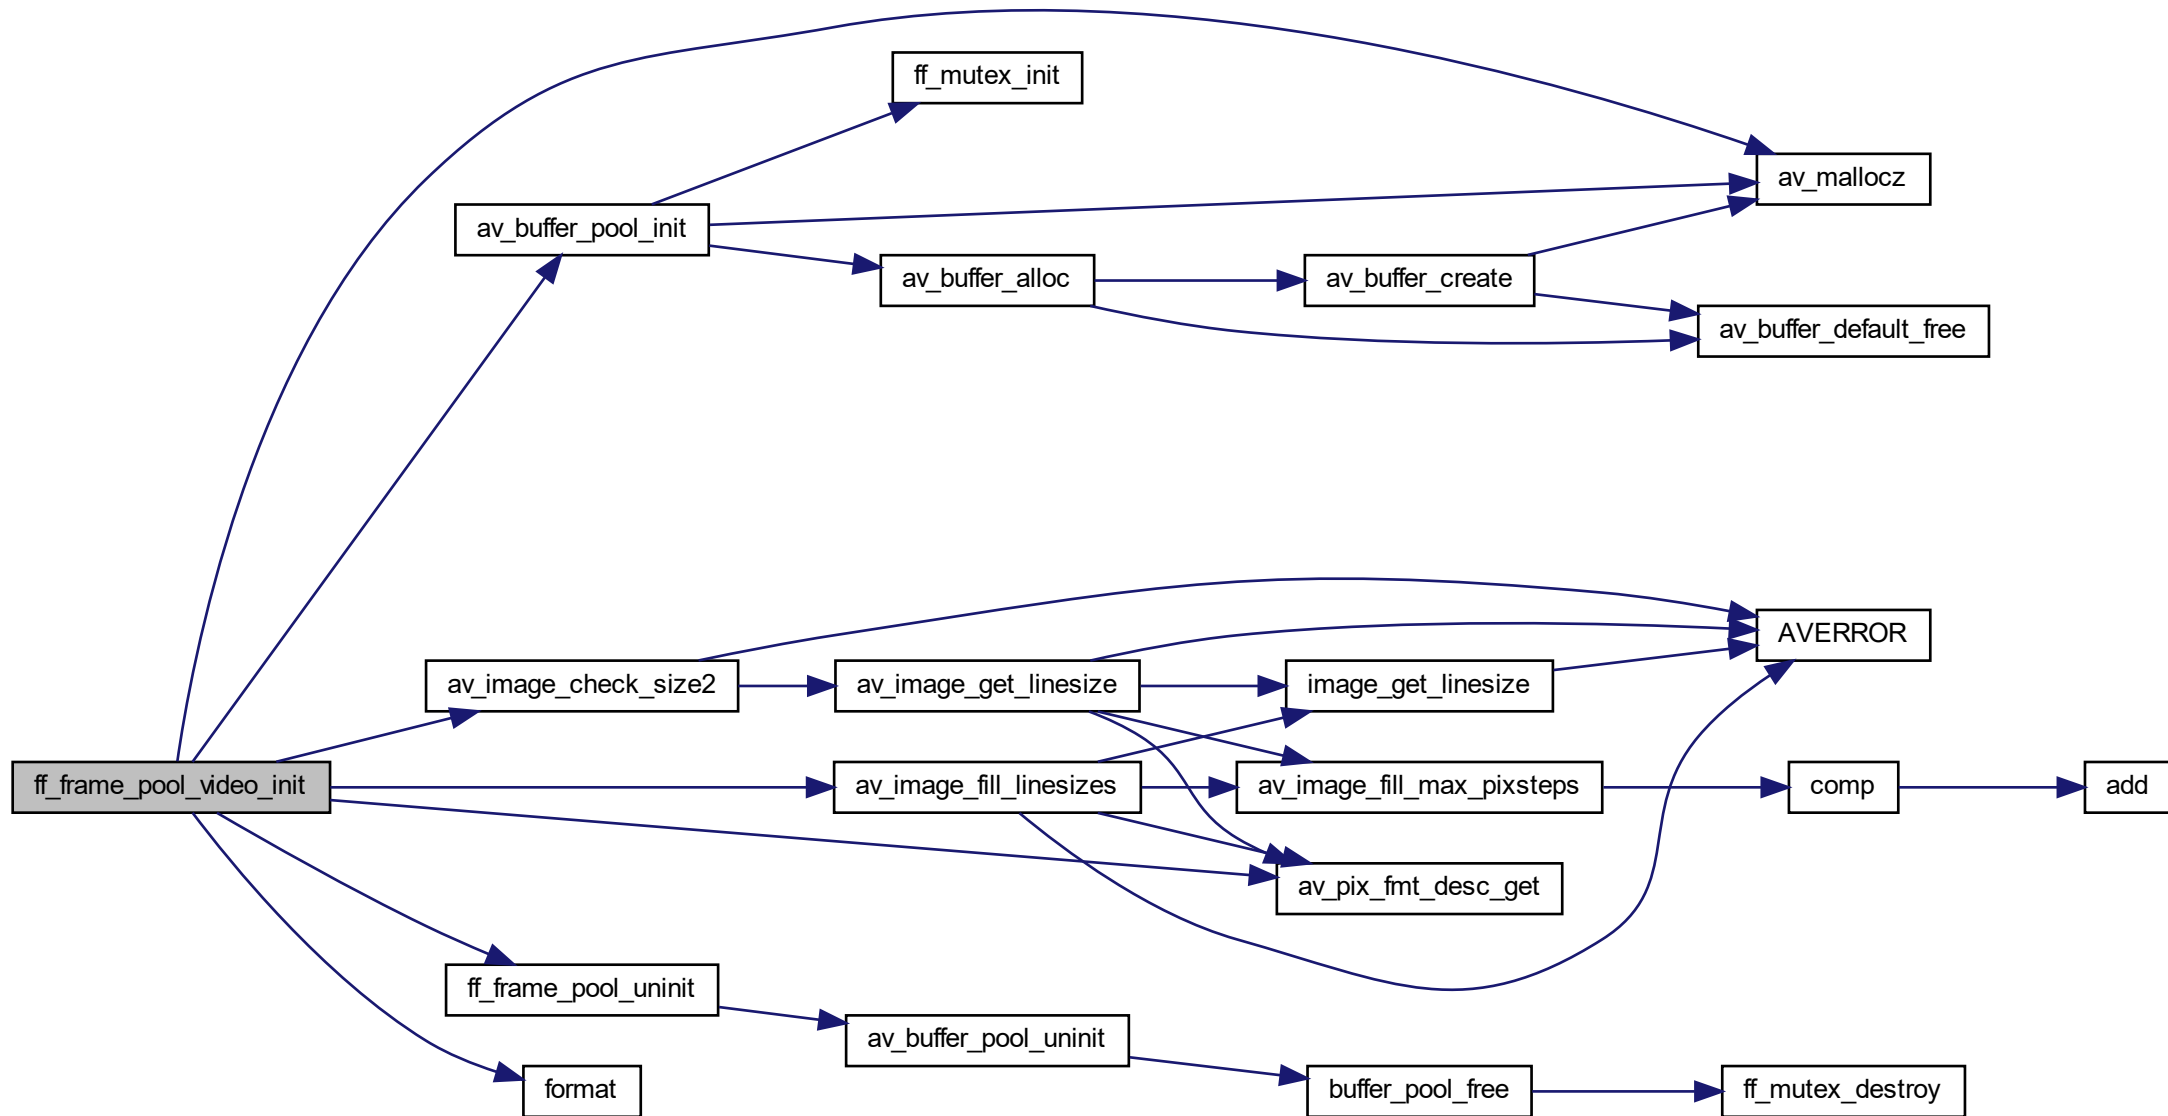 ff_mutex_init
av_mallocz
av_buffer_pool_init
av_buffer_alloc
av_buffer_create
av_buffer_default_free
AVERROR
av_image_check_size2
av_image_get_linesize
image_get_linesize
ff_frame_pool_video_init
av_image_fill_linesizes
av_image_fill_max_pixsteps
comp
add
av_pix_fmt_desc_get
ff_frame_pool_uninit
av_buffer_pool_uninit
format
buffer_pool_free
ff_mutex_destroy